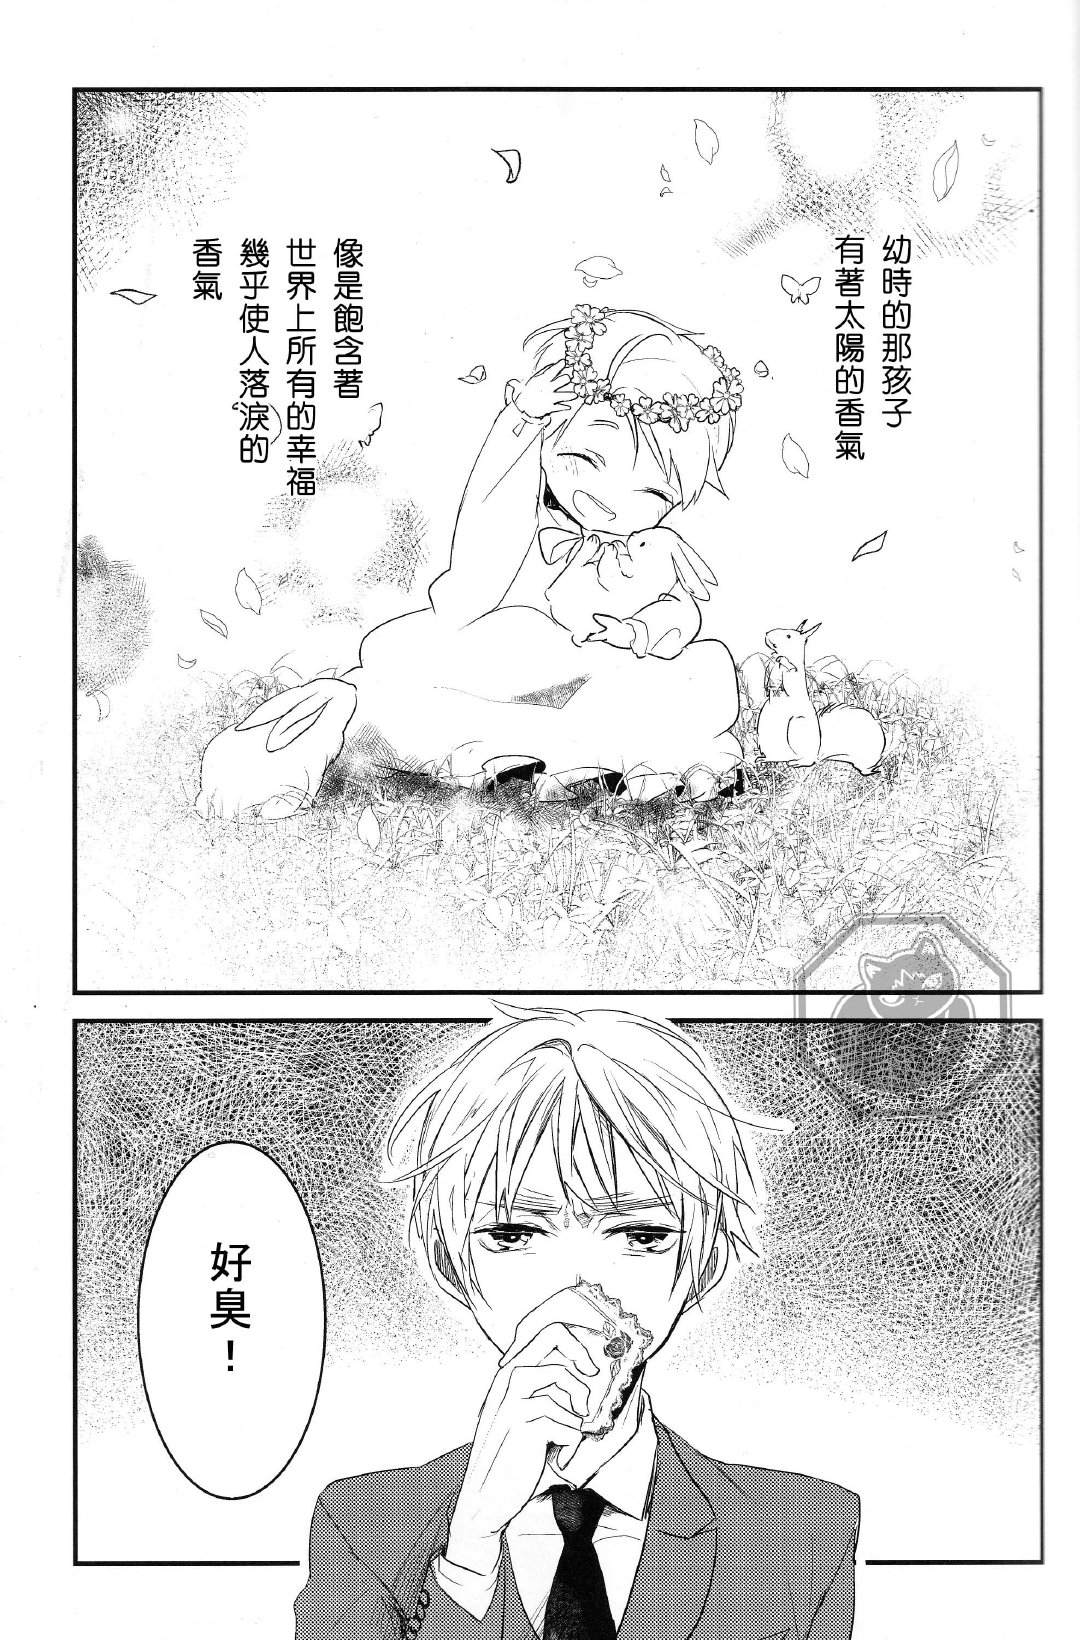 幼時的那孩子
有著太陽的香氣
像是飽含著
世界上所有的幸福
幾乎使人落淚的
香氣
好臭！